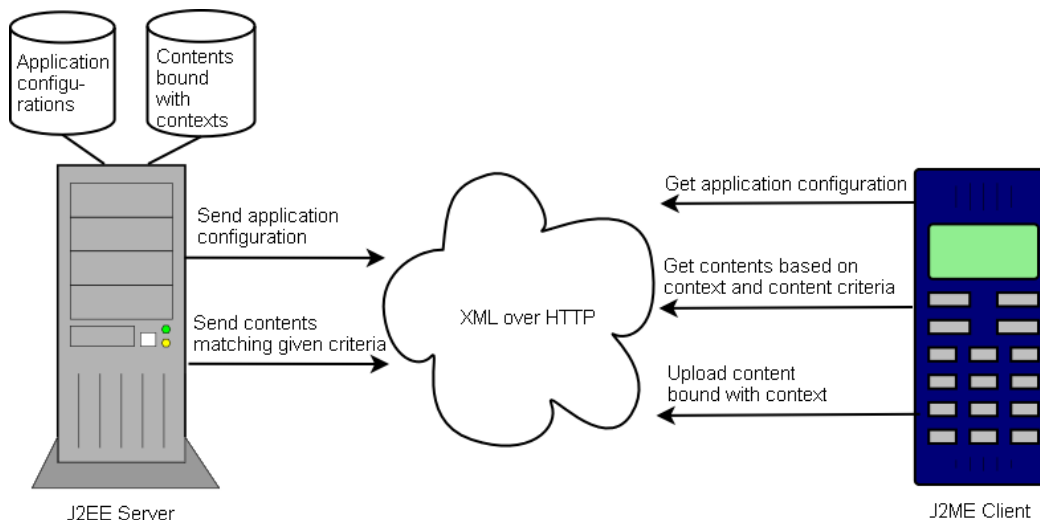 Application
configu-
rations
Contents
bound
with
contexts
Send application
configuration
Send contents
matching given criteria
J2EE Server
XML over HTTP
Get application configuration
Get contents based on
context and content criteria
Upload content
bound with context
J2ME Client